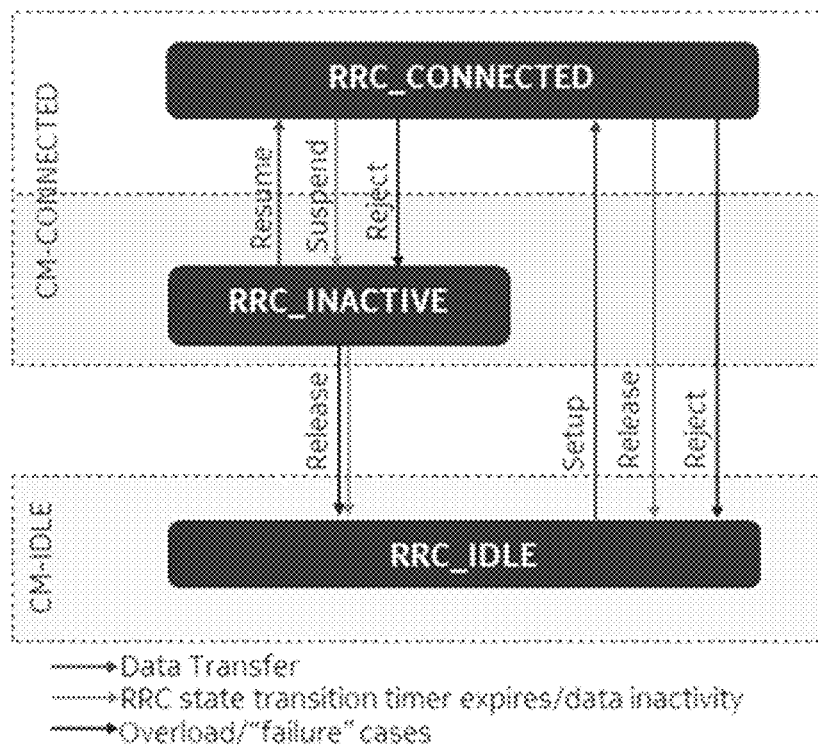 RRC_CONNECTED
CM-CONNECTED
Resume
Suspend
Reject
RRC_INACTIVE
Release
Setup
Release
Reject
CM-IDLE
RRC_IDLE
Data Transfer
RRC state transition timer expires/data inactivity
Overload/"failure" cases